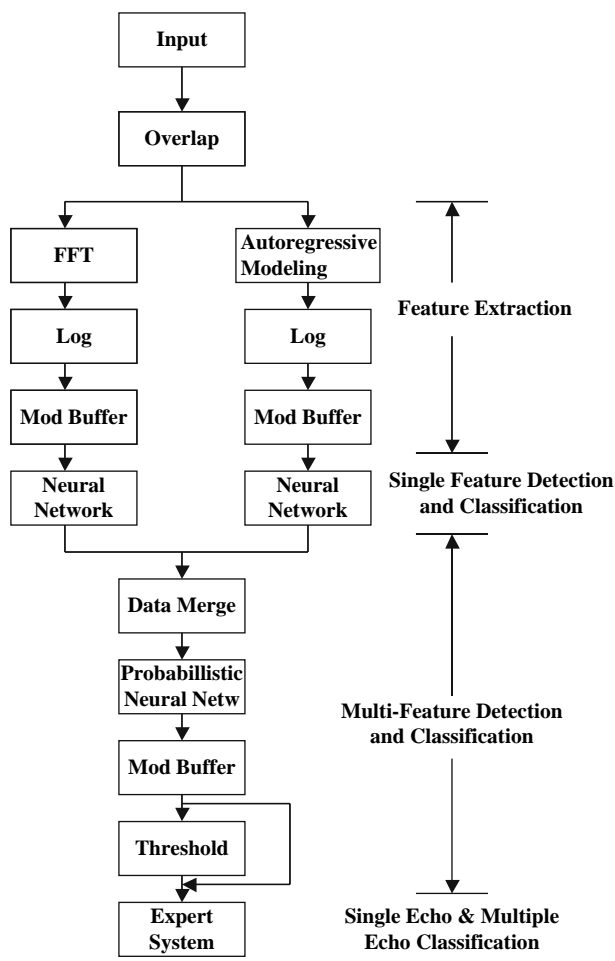 Input
Overlap
FFT
Autoregressive
Modeling
Feature Extraction
Log
Log
Mod Buffer
Mod Buffer
Neural
Network
Neural
Network
Single Feature Detection
and Classification
Data Merge
Probabillistic
Neural Netw
Multi-Feature Detection
and Classification
Mod Buffer
Threshold
Expert
System
Single Echo & Multiple
Echo Classification